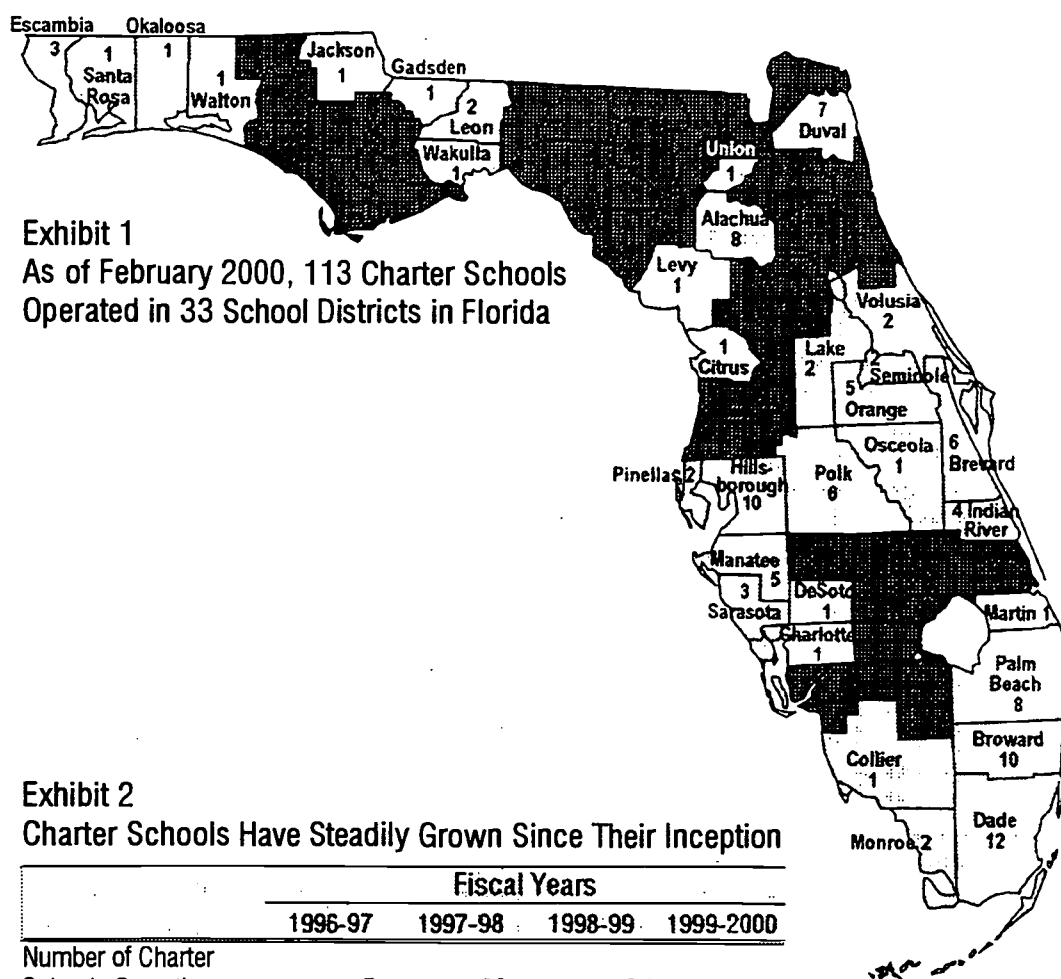 Escambia Okaloosa
3
1
Santa
Rosa
1
1
Walton
Jackson
1
Gadsden
1
2
Leon
Wakulla
1
7
Duval
Union
1
Alachua
8
Levy
1
Exhibit 1
As of February 2000, 113 Charter Schools
Operated in 33 School Districts in Florida
Volusia
2
1
Citrus
Lake
2
2
Seminole
5
Orange
Osceola
1
6
Brevard
Pinellas 2
Hills-
borough
10
Polk
6
4 Indian
River
Manatee
5
3
Sarasota
DeSoto
1
Charlotte
1
Martin 1
Palm
Beach
8
Broward
10
Collier
1
Dade
12
Monroe 2
Exhibit 2
Charter Schools Have Steadily Grown Since Their Inception
Fiscal Years
1996-97 1997-98 1998-99 1999-2000
Number of Charter